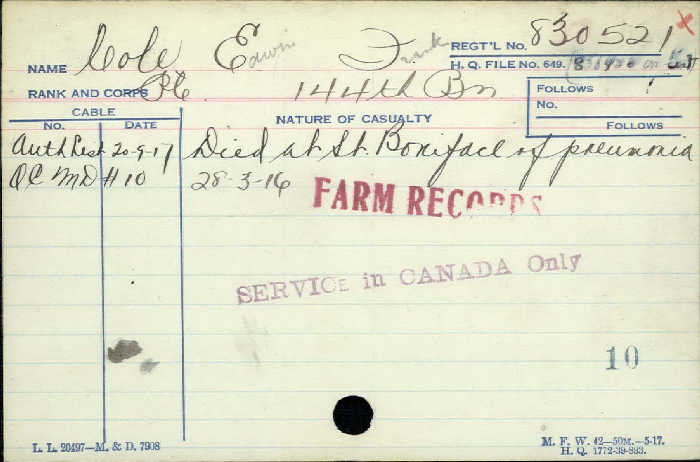 NAME Cole Edwin Frank REGT'L NO. 830521 X
H. Q. FILE NO. 649.
RANK AND CORPS Pte 144th Bn
FOLLOWS
NO.
FOLLOWS
CABLE
NO. DATE
NATURE OF CASUALTY
Auth List 20-9-17 Died at St. Boniface of pneumonia
OC MD #10 28-3-16
FARM RECORDS
SERVICE in CANADA Only
10
L. L. 20497—M. & D. 7908
M. F. W. 42—50M.—5-17.
H. Q. 1772-39-893.